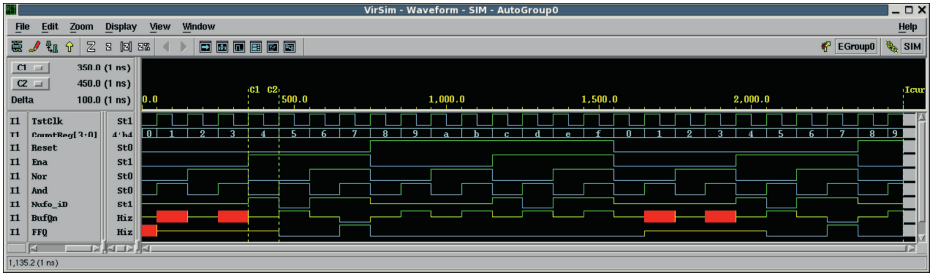 VirSim - Waveform - SIM - AutoGroup0
File Edit Zoom Display View Window Help
EGroup0 SIM
C1 350.0 (1 ns)
C2 450.0 (1 ns)
Delta 100.0 (1 ns)
C1 C2 Icur
0.0 500.0 1,000.0 1,500.0 2,000.0
I1 TstClk St1
I1 CountReg[3:0] 4'h4 0 1 2 3 4 5 6 7 8 9 a b c d e f 0 1 2 3 4 5 6 7 8 9
I1 Reset St0
I1 Ena St1
I1 Nor St0
I1 And St0
I1 Nufo_iD St1
I1 BufQn Hiz
I1 FFQ Hiz
1,135.2 (1 ns)